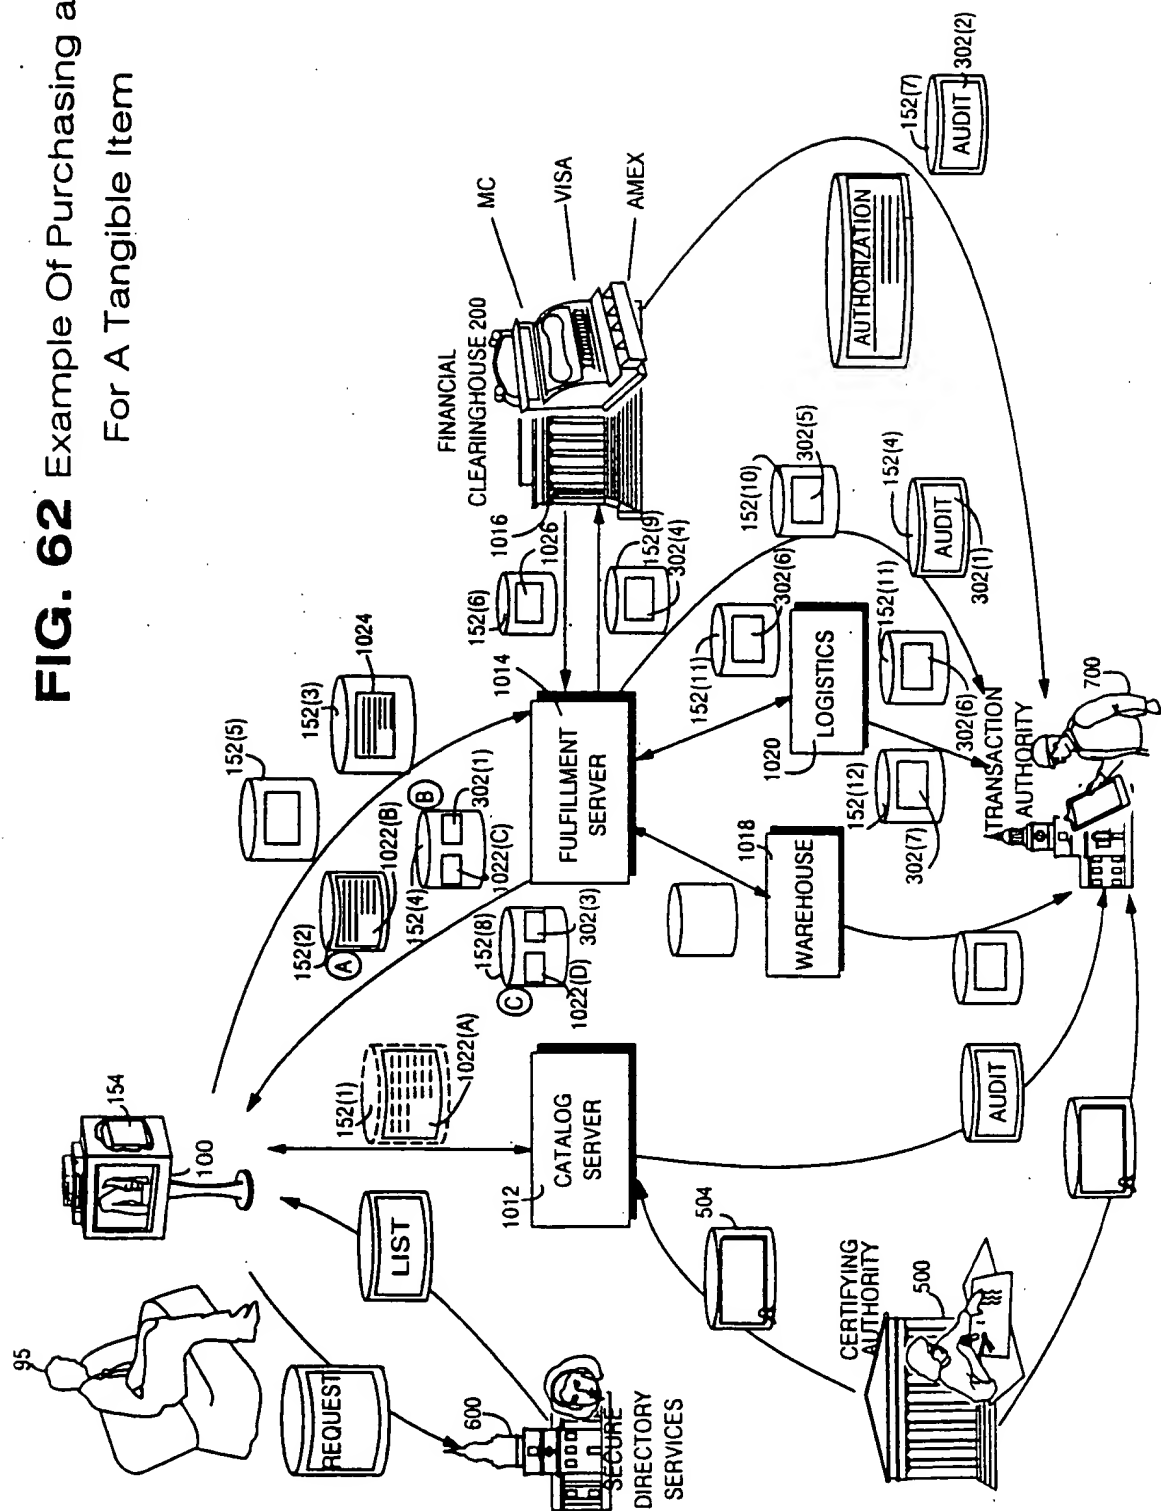 FIG. 62 Example Of Purchasing a
For A Tangible Item
95
154
100
REQUEST
LIST
600
SECURE
DIRECTORY
SERVICES
152(5)
152(3)
1024
152(2)
A
1022(B)
152(4)
B
302(1)
1022(C)
152(1)
1022(A)
152(8)
C
302(3)
1022(D)
CATALOG
SERVER
1012
FULFILLMENT
SERVER
1014
152(6)
1026
1016
152(9)
302(4)
FINANCIAL
CLEARINGHOUSE 200
MC
VISA
AMEX
504
CERTIFYING
AUTHORITY
500
WAREHOUSE
1018
LOGISTICS
1020
152(11)
302(6)
152(10)
302(5)
152(4)
AUDIT
302(1)
152(11)
302(6)
152(12)
302(7)
AUDIT
TRANSACTION
AUTHORITY
700
AUTHORIZATION
152(7)
AUDIT
302(2)